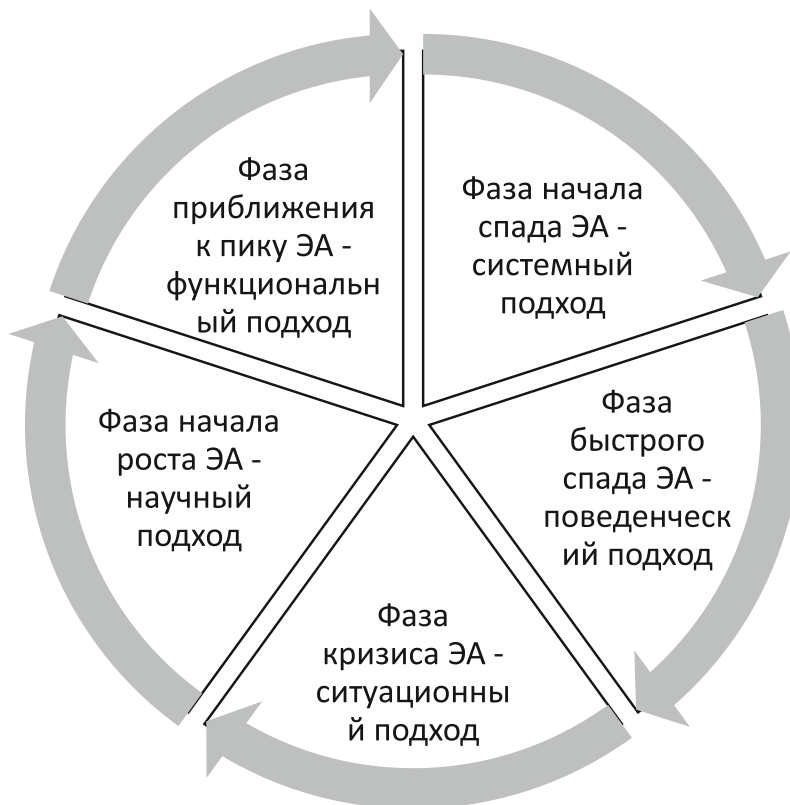 Фаза
приближения
к пику ЭА -
функциональн
ый подход
Фаза начала
спада ЭА -
системный
подход
Фаза
быстрого
спада ЭА -
поведенческ
ий подход
Фаза
кризиса ЭА -
ситуационны
й подход
Фаза начала
роста ЭА -
научный
подход